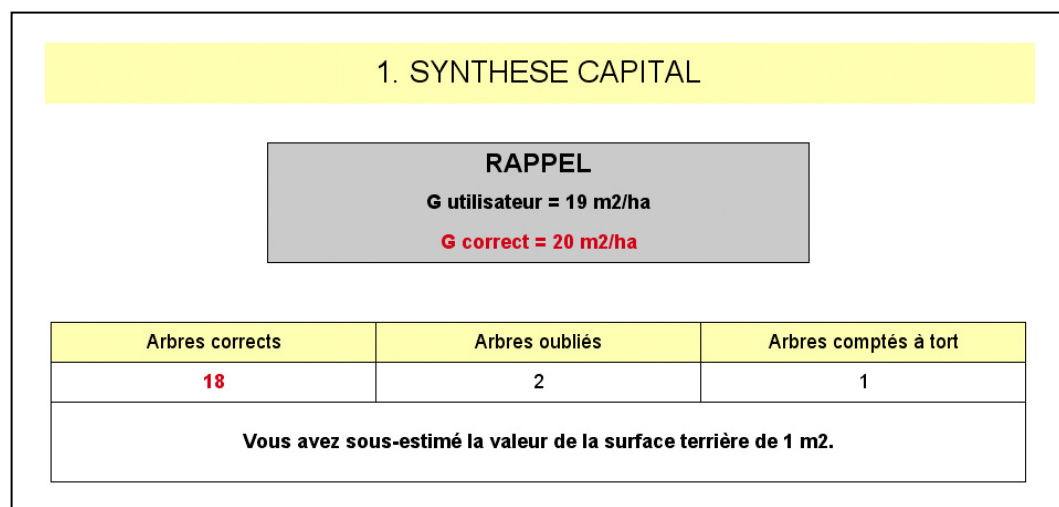 1. SYNTHESE CAPITAL
RAPPEL
G utilisateur = 19 m2/ha
G correct = 20 m2/ha
Arbres corrects Arbres oubliés Arbres comptés à tort
18 2 1
Vous avez sous-estimé la valeur de la surface terrière de 1 m2.